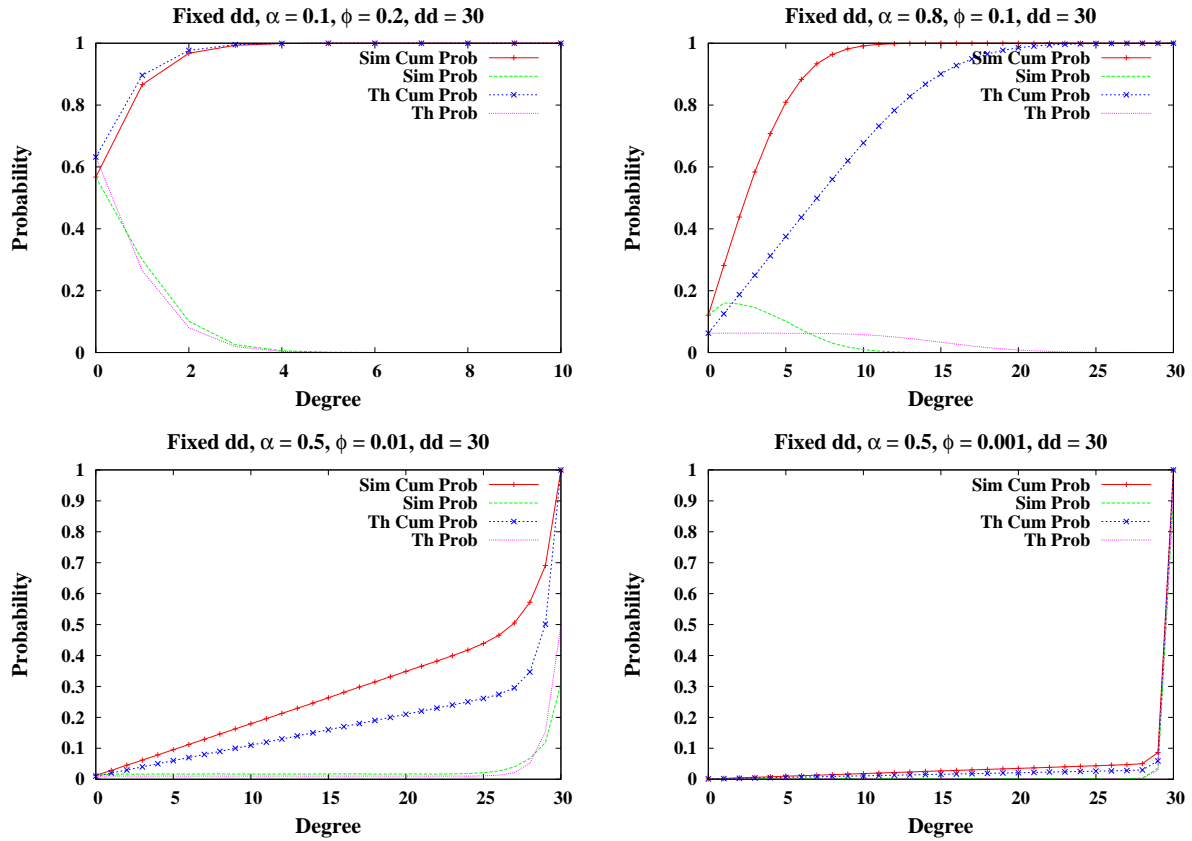 Fixed dd, α = 0.1, ϕ = 0.2, dd = 30
Probability
1
0.8
0.6
0.4
0.2
0
Sim Cum Prob
Sim Prob
Th Cum Prob
Th Prob
0 2 4 6 8 10
Degree
Fixed dd, α = 0.8, ϕ = 0.1, dd = 30
Probability
1
0.8
0.6
0.4
0.2
0
Sim Cum Prob
Sim Prob
Th Cum Prob
Th Prob
0 5 10 15 20 25 30
Degree
Fixed dd, α = 0.5, ϕ = 0.01, dd = 30
Probability
1
0.9
0.8
0.7
0.6
0.5
0.4
0.3
0.2
0.1
0
Sim Cum Prob
Sim Prob
Th Cum Prob
Th Prob
0 5 10 15 20 25 30
Degree
Fixed dd, α = 0.5, ϕ = 0.001, dd = 30
Probability
1
0.9
0.8
0.7
0.6
0.5
0.4
0.3
0.2
0.1
0
Sim Cum Prob
Sim Prob
Th Cum Prob
Th Prob
0 5 10 15 20 25 30
Degree